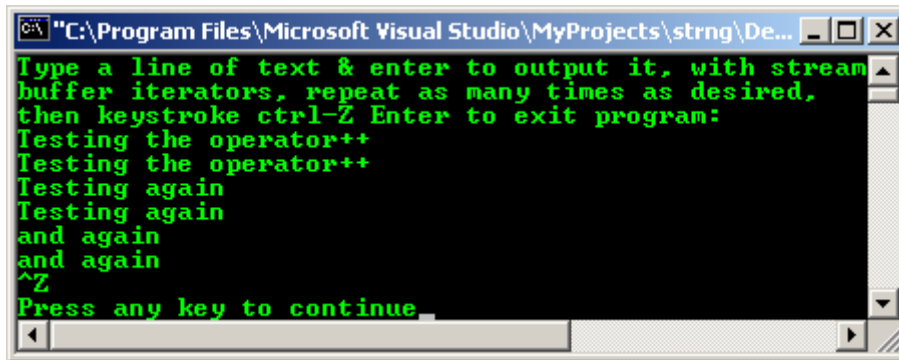 "C:\Program Files\Microsoft Visual Studio\MyProjects\strng\De...
Type a line of text & enter to output it, with stream
buffer iterators, repeat as many times as desired,
then keystroke ctrl-Z Enter to exit program:
Testing the operator++
Testing the operator++
Testing again
Testing again
and again
and again
^Z
Press any key to continue_